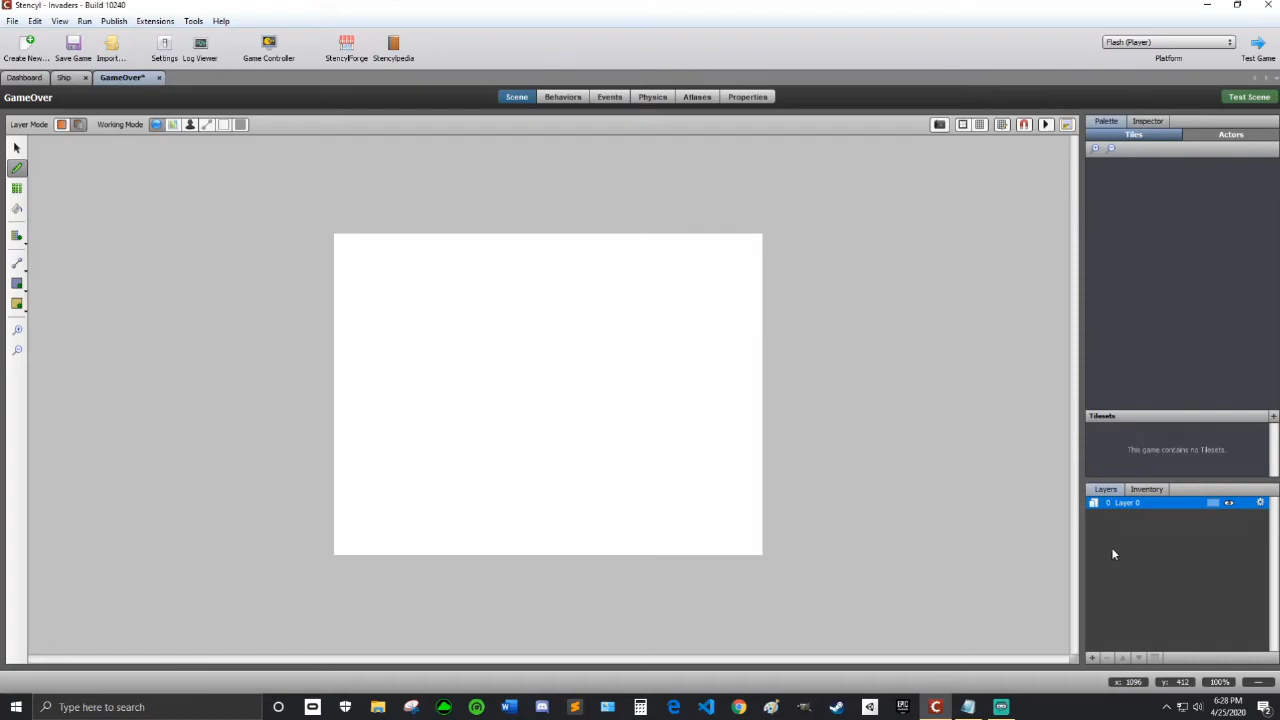 Stencyl - Invaders - Build 10240
File Edit View Run Publish Extensions Tools Help
Create New... Save Game Import... Settings Log Viewer Game Controller StencylForge Stencylpedia Flash (Player) Platform Test Game
Dashboard Ship × GameOver* ×
GameOver Scene Behaviors Events Physics Atlases Properties Test Scene
Layer Mode Working Mode Palette Inspector
Tiles Actors
Tilesets
This game contains no Tilesets.
Layers Inventory
0 Layer 0
x: 1096 y: 412 100%
Type here to search
6:28 PM
4/25/2020